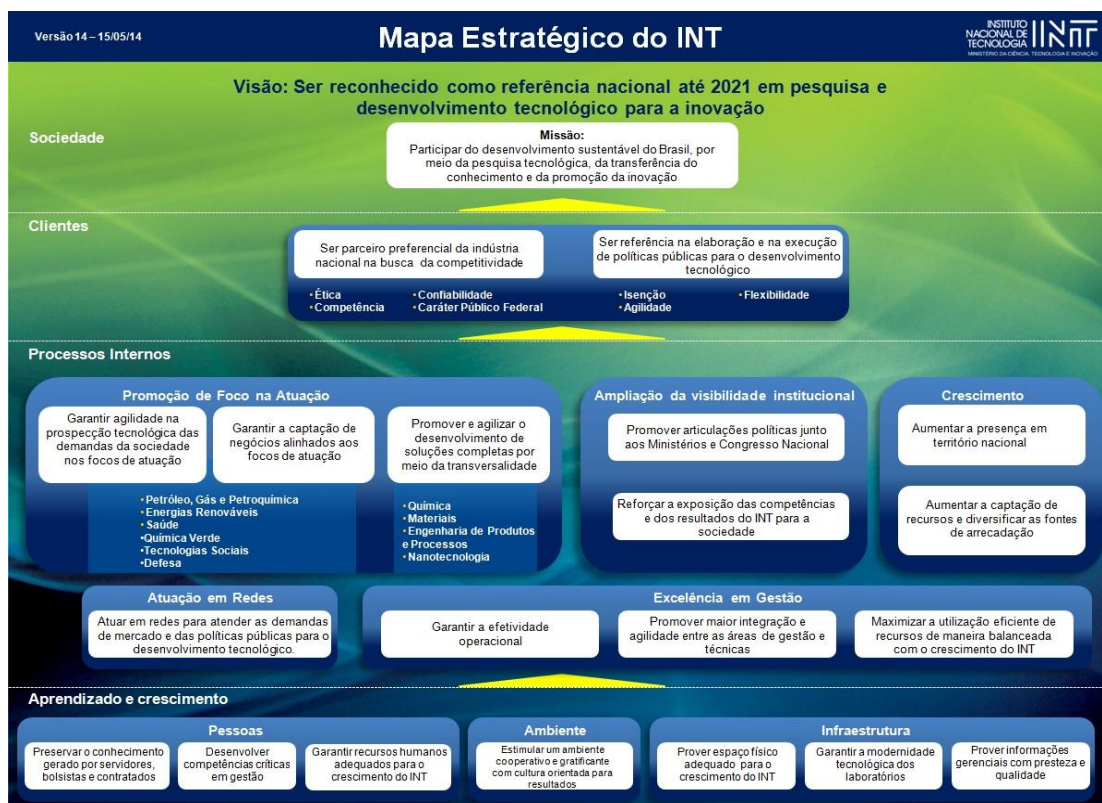 Versão 14 – 15/05/14
Mapa Estratégico do INT
INSTITUTO
NACIONAL DE
TECNOLOGIA
INT
MINISTÉRIO DA CIÊNCIA, TECNOLOGIA E INOVAÇÃO
Visão: Ser reconhecido como referência nacional até 2021 em pesquisa e
desenvolvimento tecnológico para a inovação
Sociedade
Missão:
Participar do desenvolvimento sustentável do Brasil, por
meio da pesquisa tecnológica, da transferência do
conhecimento e da promoção da inovação
Clientes
Ser parceiro preferencial da indústria
nacional na busca da competitividade
Ser referência na elaboração e na execução
de políticas públicas para o desenvolvimento
tecnológico
•Ética
•Competência
•Confiabilidade
•Caráter Público Federal
•Isenção
•Agilidade
•Flexibilidade
Processos Internos
Promoção de Foco na Atuação
Garantir agilidade na
prospecção tecnológica das
demandas da sociedade
nos focos de atuação
Garantir a captação de
negócios alinhados aos
focos de atuação
Promover e agilizar o
desenvolvimento de
soluções completas por
meio da transversalidade
•Petróleo, Gás e Petroquímica
•Energias Renováveis
•Saúde
•Química Verde
•Tecnologias Sociais
•Defesa
•Química
•Materiais
•Engenharia de Produtos
e Processos
•Nanotecnologia
Ampliação da visibilidade institucional
Promover articulações políticas junto
aos Ministérios e Congresso Nacional
Reforçar a exposição das competências
e dos resultados do INT para a
sociedade
Crescimento
Aumentar a presença em
território nacional
Aumentar a captação de
recursos e diversificar as fontes
de arrecadação
Atuação em Redes
Atuar em redes para atender as demandas
de mercado e das políticas públicas para o
desenvolvimento tecnológico.
Excelência em Gestão
Garantir a efetividade
operacional
Promover maior integração e
agilidade entre as áreas de gestão e
técnicas
Maximizar a utilização eficiente de
recursos de maneira balanceada
com o crescimento do INT
Aprendizado e crescimento
Pessoas
Preservar o conhecimento
gerado por servidores,
bolsistas e contratados
Desenvolver
competências críticas
em gestão
Garantir recursos humanos
adequados para o
crescimento do INT
Ambiente
Estimular um ambiente
cooperativo e gratificante
com cultura orientada para
resultados
Infraestrutura
Prover espaço físico
adequado para o
crescimento do INT
Garantir a modernidade
tecnológica dos
laboratórios
Prover informações
gerenciais com presteza e
qualidade